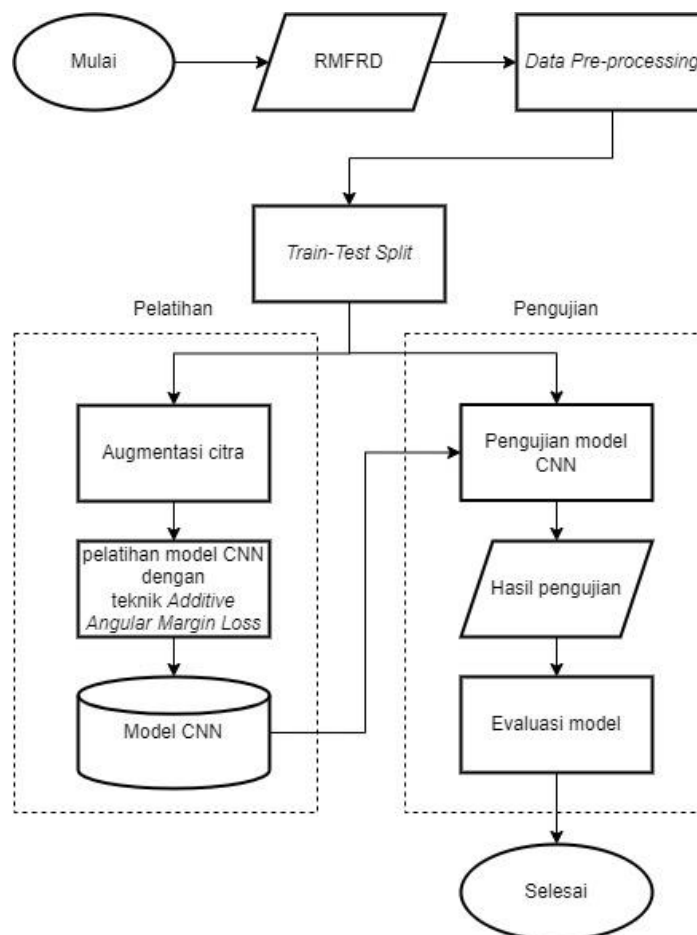 Mulai
RMFRD
Data Pre-processing
Train-Test Split
Pelatihan
Pengujian
Augmentasi citra
pelatihan model CNN
dengan
teknik Additive
Angular Margin Loss
Model CNN
Pengujian model
CNN
Hasil pengujian
Evaluasi model
Selesai